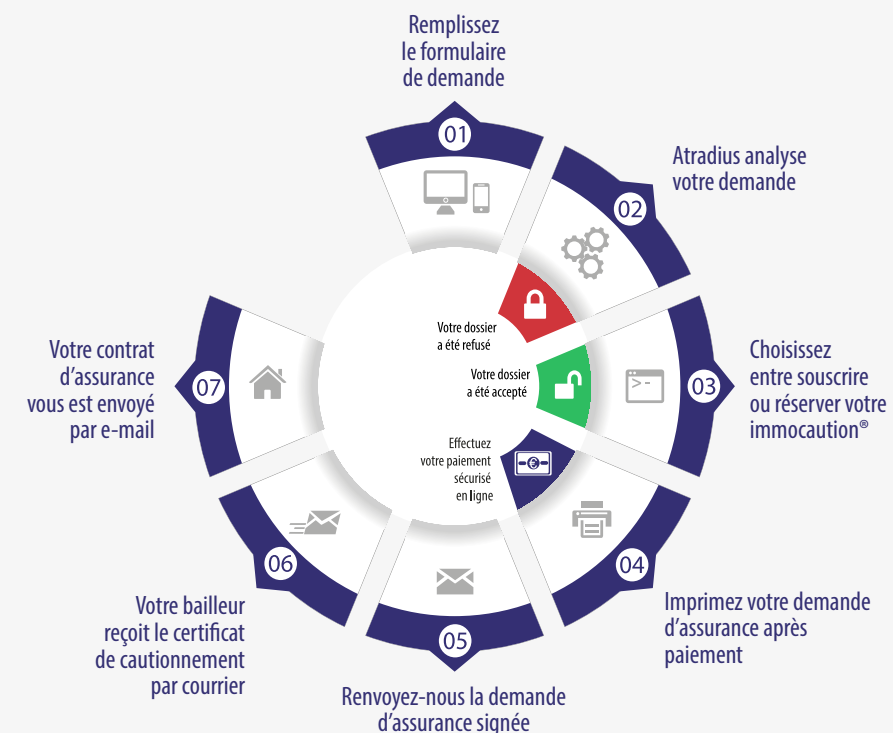 Remplissez
le formulaire
de demande
01
Atradius analyse
votre demande
02
Votre dossier
a été refusé
Choisissez
entre souscrire
ou réserver votre
immocaution®
03
>-
Votre dossier
a été accepté
Effectuez
votre paiement
sécurisé
en ligne
€
04
Imprimez votre demande
d'assurance après
paiement
05
Renvoyez-nous la demande
d'assurance signée
06
Votre bailleur
reçoit le certificat
de cautionnement
par courrier
07
Votre contrat
d'assurance
vous est envoyé
par e-mail